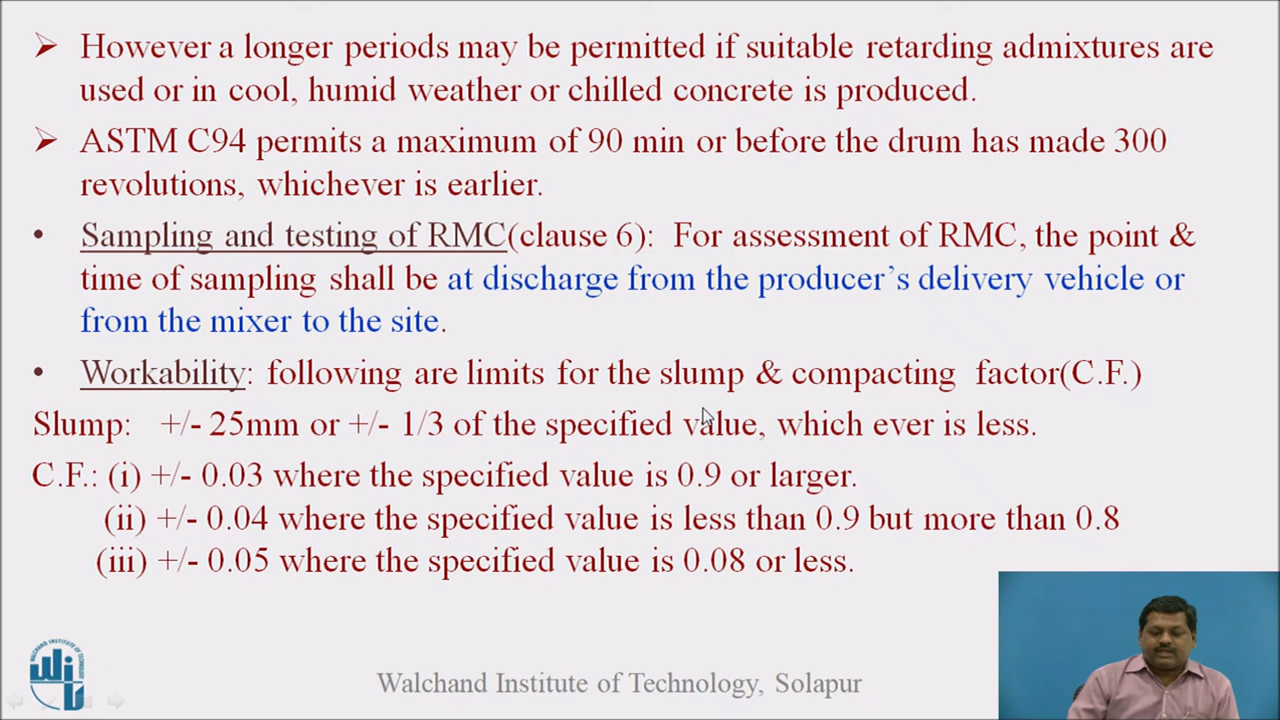 ➢ However a longer periods may be permitted if suitable retarding admixtures are
used or in cool, humid weather or chilled concrete is produced.
➢ ASTM C94 permits a maximum of 90 min or before the drum has made 300
revolutions, whichever is earlier.
• Sampling and testing of RMC(clause 6): For assessment of RMC, the point &
time of sampling shall be at discharge from the producer’s delivery vehicle or
from the mixer to the site.
• Workability: following are limits for the slump & compacting factor(C.F.)
Slump: +/- 25mm or +/- 1/3 of the specified value, which ever is less.
C.F.: (i) +/- 0.03 where the specified value is 0.9 or larger.
(ii) +/- 0.04 where the specified value is less than 0.9 but more than 0.8
(iii) +/- 0.05 where the specified value is 0.08 or less.
WALCHAND INSTITUTE OF TECHNOLOGY
Walchand Institute of Technology, Solapur